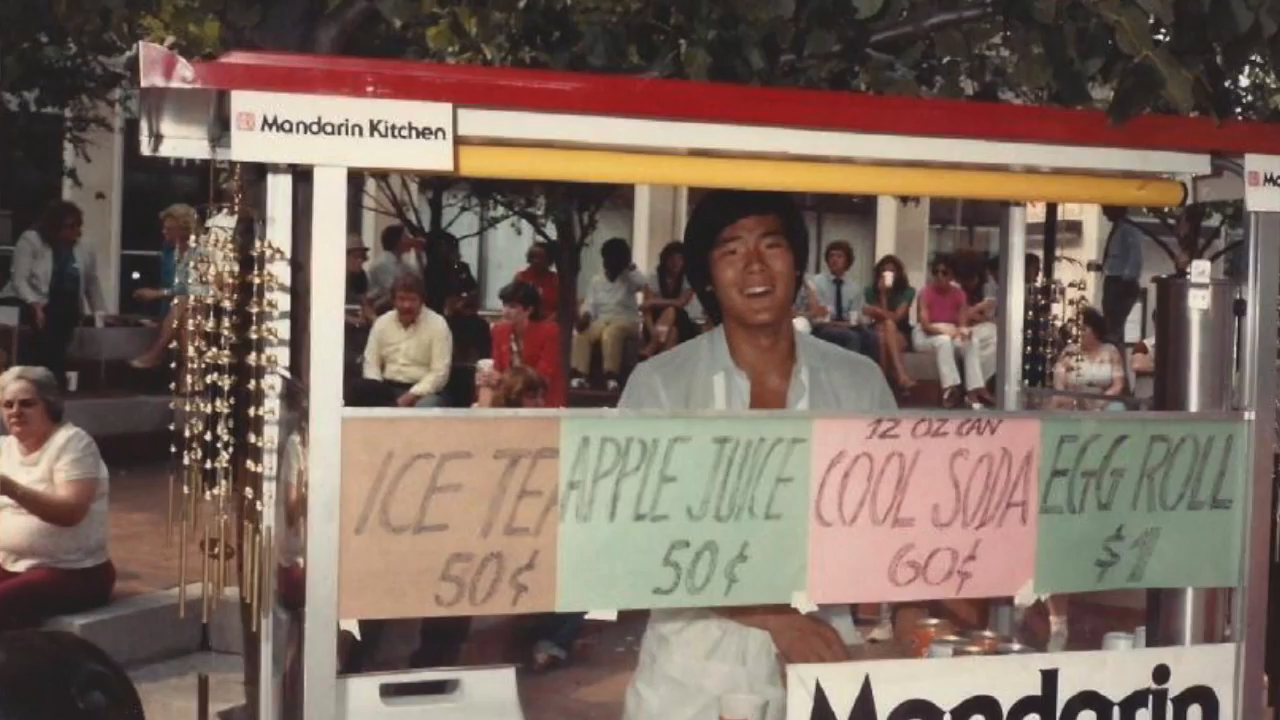 Mandarin Kitchen
ICE TEA
50¢
APPLE JUICE
50¢
12 OZ CAN
COOL SODA
60¢
EGG ROLL
$1
Mandarin